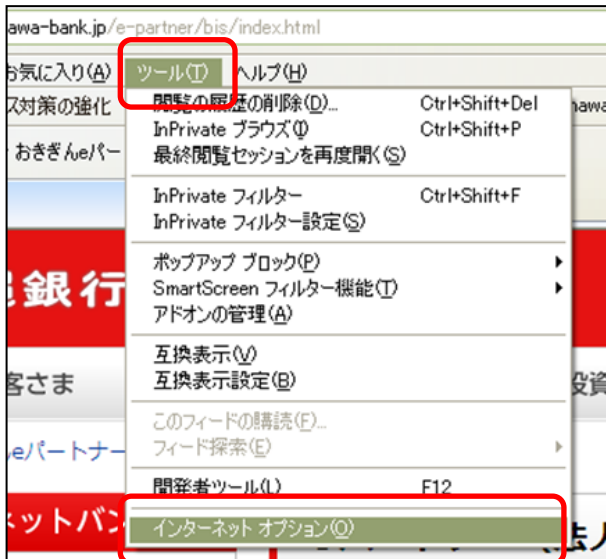 awa-bank.jp/e-partner/bis/index.html
お気に入り(A) ツール(T) ヘルプ(H)
ス対策の強化
閲覧の履歴の削除(D)... Ctrl+Shift+Del
nawa
InPrivate ブラウズ(I) Ctrl+Shift+P
おきぎんeパー
最終閲覧セッションを再度開く(S)
InPrivate フィルター Ctrl+Shift+F
InPrivate フィルター設定(S)
ポップアップ ブロック(P)
SmartScreen フィルター機能(T)
アドオンの管理(A)
銀行
互換表示(V)
互換表示設定(B)
客さま
投資
このフィードの購読(F)...
フィード探索(E)
eパートナー
開発者ツール(L) F12
ネットバン
インターネット オプション(O)
法人